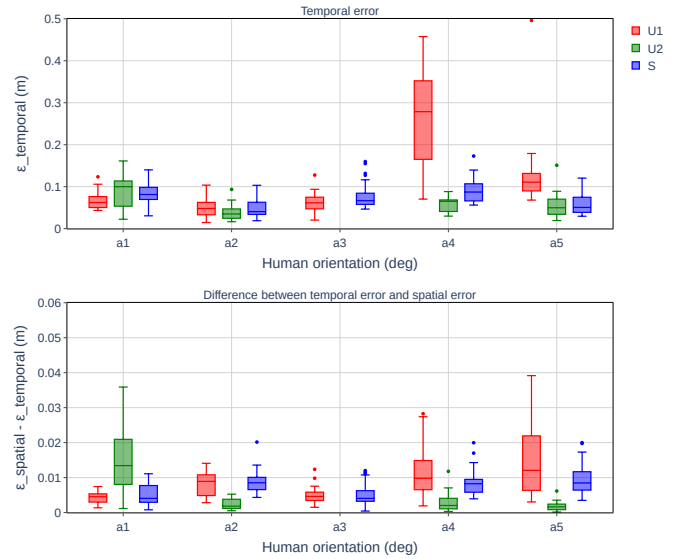 Temporal error
0.5
0.4
0.3
0.2
0.1
0
ε_temporal (m)
a1 a2 a3 a4 a5
Human orientation (deg)
U1
U2
S
Difference between temporal error and spatial error
0.06
0.05
0.04
0.03
0.02
0.01
0
ε_spatial - ε_temporal (m)
a1 a2 a3 a4 a5
Human orientation (deg)